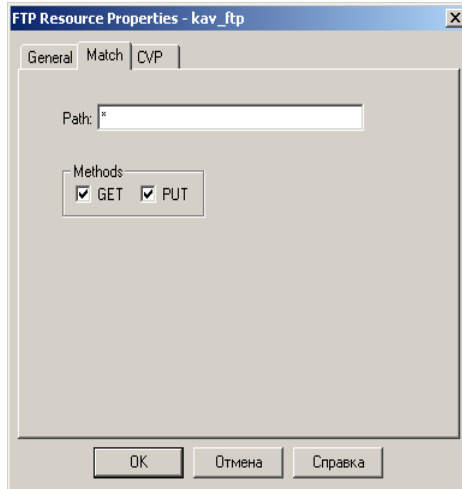 FTP Resource Properties - kav_ftp
General Match CVP
Path: *
Methods
GET PUT
OK Отмена Справка